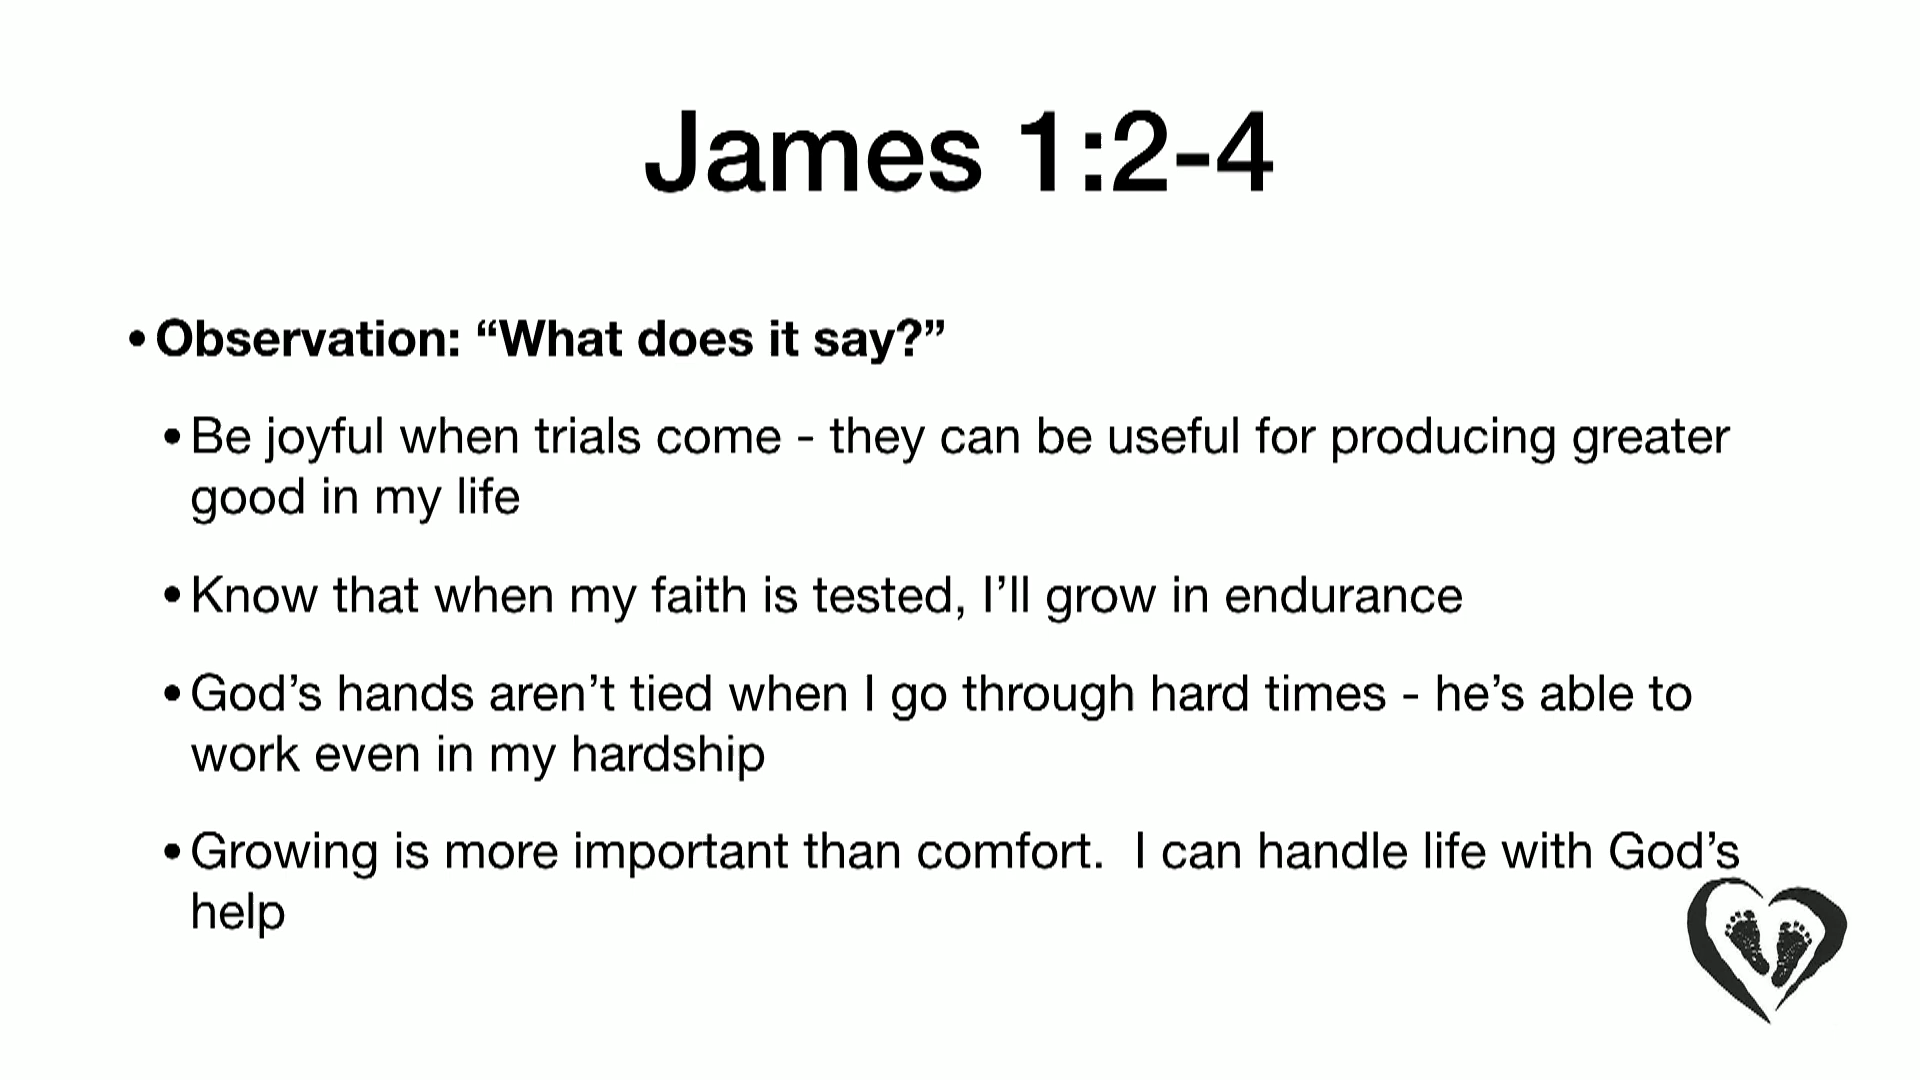 James 1:2-4
• Observation: “What does it say?”
• Be joyful when trials come - they can be useful for producing greater
good in my life
• Know that when my faith is tested, I’ll grow in endurance
• God’s hands aren’t tied when I go through hard times - he’s able to
work even in my hardship
• Growing is more important than comfort.  I can handle life with God’s
help